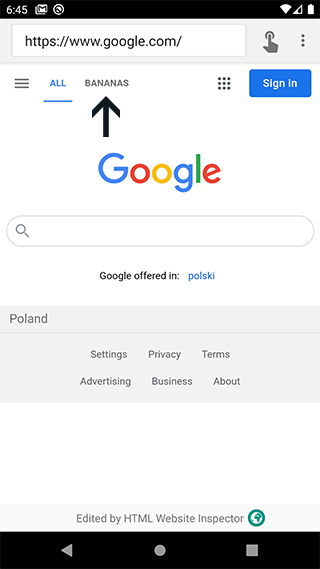 6:45
https://www.google.com/
ALL BANANAS Sign in
Google
Google offered in: polski
Poland
Settings Privacy Terms
Advertising Business About
Edited by HTML Website Inspector